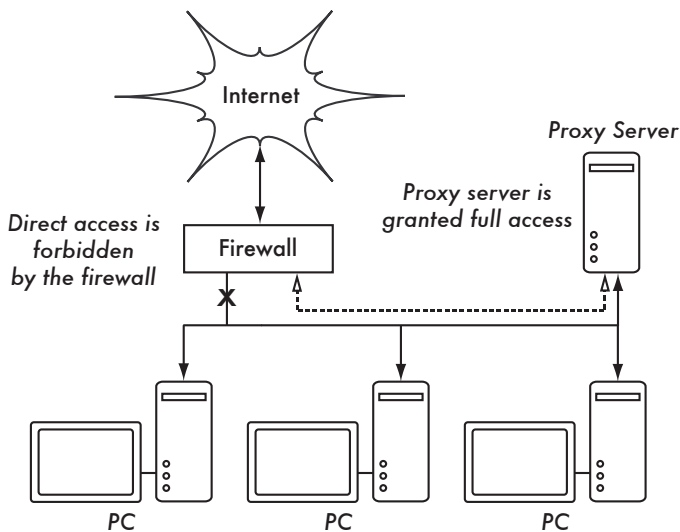 Internet
Proxy Server
Proxy server is
granted full access
Direct access is
forbidden
by the firewall
Firewall
X
PC
PC
PC